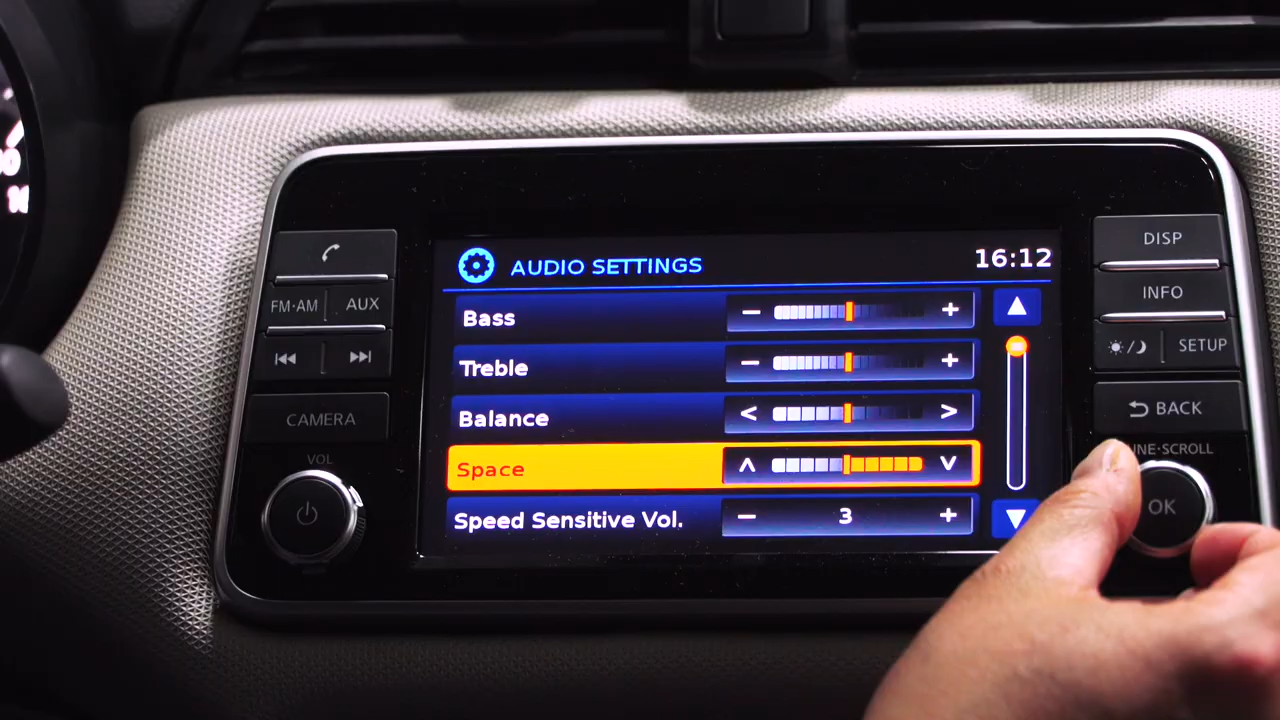 AUDIO SETTINGS
16:12
Bass
Treble
Balance
Space
Speed Sensitive Vol.
3
FM·AM
AUX
CAMERA
VOL
DISP
INFO
SETUP
BACK
OK